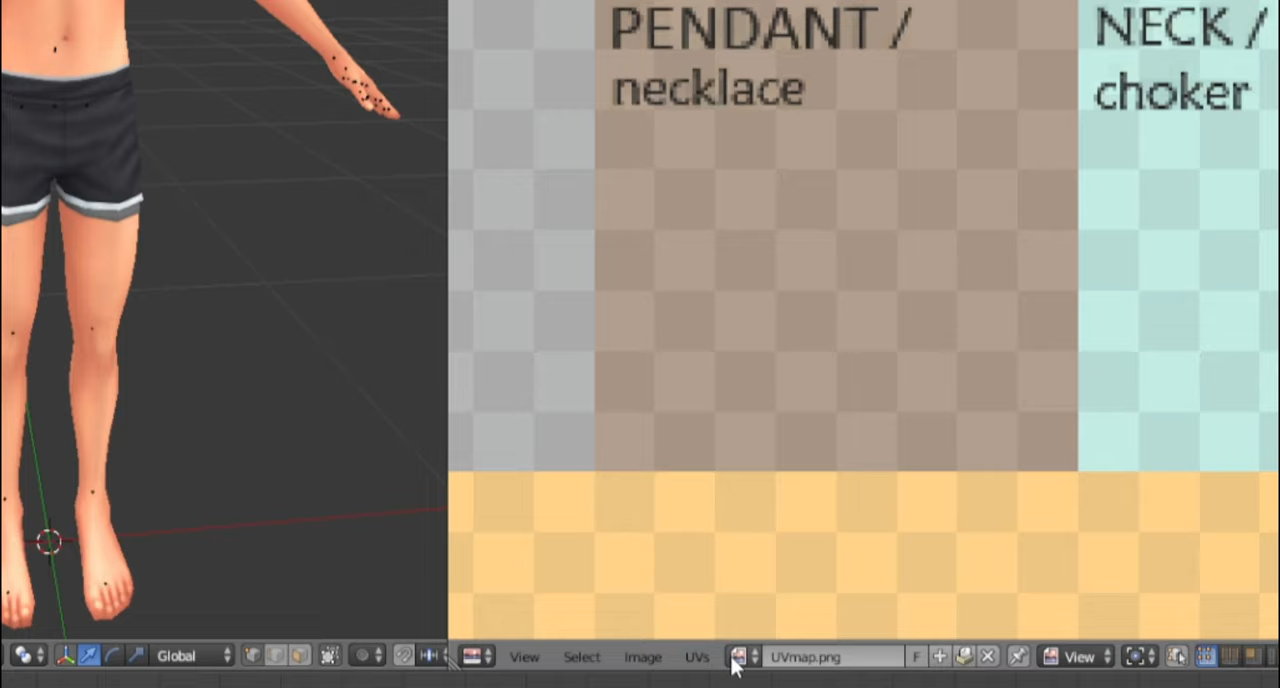 PENDANT /
necklace
NECK /
choker
Global
View Select Image UVs UVmap.png F View